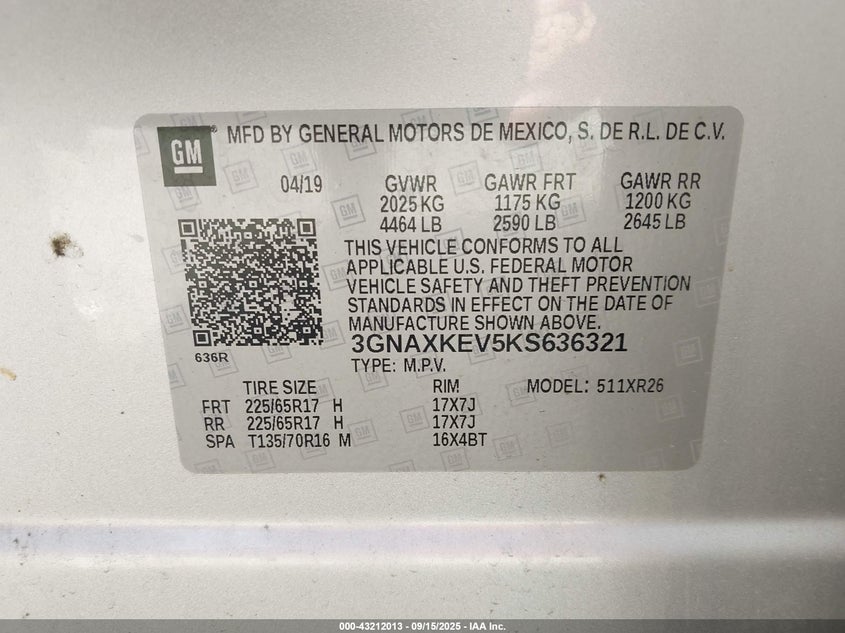 GM
MFD BY GENERAL MOTORS DE MEXICO, S. DE R.L. DE C.V.
04/19 GVWR GAWR FRT GAWR RR
2025 KG 1175 KG 1200 KG
4464 LB 2590 LB 2645 LB
THIS VEHICLE CONFORMS TO ALL
APPLICABLE U.S. FEDERAL MOTOR
VEHICLE SAFETY AND THEFT PREVENTION
STANDARDS IN EFFECT ON THE DATE OF
MANUFACTURE SHOWN ABOVE.
636R
3GNAXKEV5KS636321
TYPE: M.P.V.
TIRE SIZE RIM MODEL: 511XR26
FRT 225/65R17 H 17X7J
RR 225/65R17 H 17X7J
SPA T135/70R16 M 16X4BT
000-43212013 - 09/15/2025 - IAA Inc.